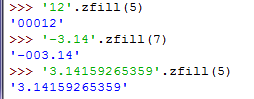 >>> '12'.zfill(5)
'00012'
>>> '-3.14'.zfill(7)
'-003.14'
>>> '3.14159265359'.zfill(5)
'3.14159265359'